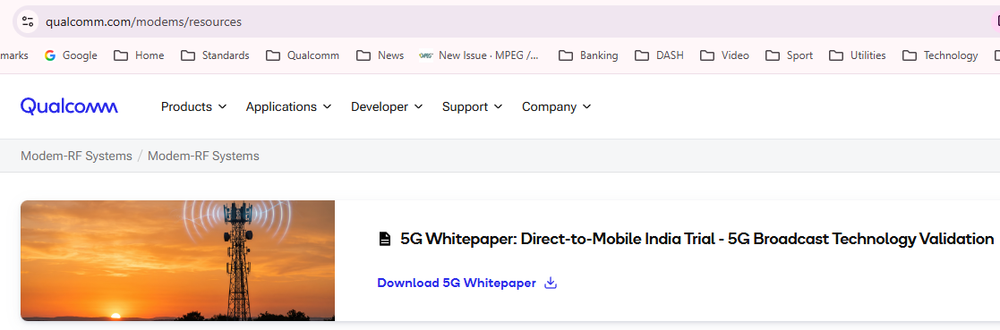 qualcomm.com/modems/resources
marks Google Home Standards Qualcomm News New Issue · MPEG /... Banking DASH Video Sport Utilities Technology
Qualcomm Products Applications Developer Support Company
Modem-RF Systems / Modem-RF Systems
5G Whitepaper: Direct-to-Mobile India Trial - 5G Broadcast Technology Validation
Download 5G Whitepaper